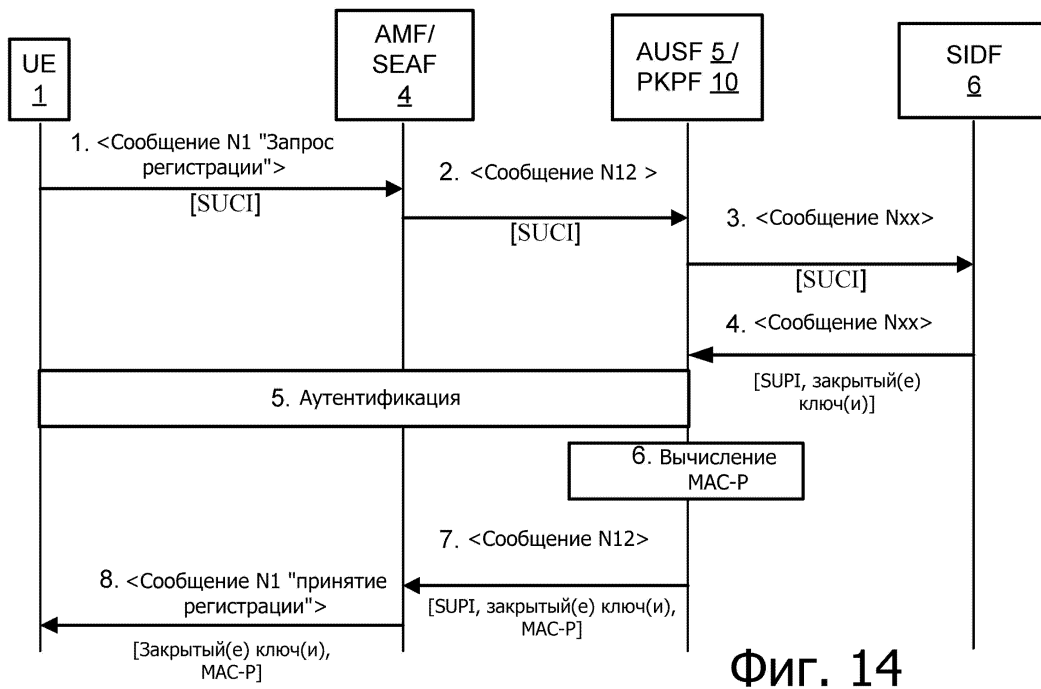 UE
1
AMF/
SEAF
4
AUSF 5 /
PKPF 10
SIDF
6
1. <Сообщение N1 "Запрос
регистрации">
[SUCI]
2. <Сообщение N12 >
[SUCI]
3. <Сообщение Nxx>
[SUCI]
4. <Сообщение Nxx>
[SUPI, закрытый(е)
ключ(и)]
5. Аутентификация
6. Вычисление
MAC-P
7. <Сообщение N12>
[SUPI, закрытый(е) ключ(и),
MAC-P]
8. <Сообщение N1 "принятие
регистрации">
[Закрытый(е) ключ(и),
MAC-P]
Фиг. 14